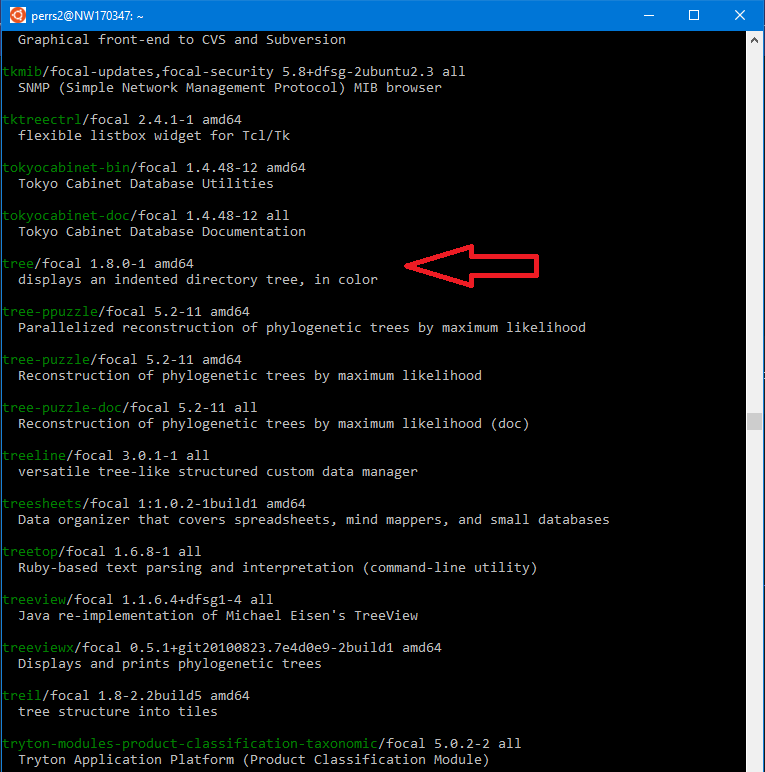 perrs2@NW170347: ~
Graphical front-end to CVS and Subversion
tkmib/focal-updates,focal-security 5.8+dfsg-2ubuntu2.3 all
SNMP (Simple Network Management Protocol) MIB browser
tktreectrl/focal 2.4.1-1 amd64
flexible listbox widget for Tcl/Tk
tokyocabinet-bin/focal 1.4.48-12 amd64
Tokyo Cabinet Database Utilities
tokyocabinet-doc/focal 1.4.48-12 all
Tokyo Cabinet Database Documentation
tree/focal 1.8.0-1 amd64
displays an indented directory tree, in color
tree-ppuzzle/focal 5.2-11 amd64
Parallelized reconstruction of phylogenetic trees by maximum likelihood
tree-puzzle/focal 5.2-11 amd64
Reconstruction of phylogenetic trees by maximum likelihood
tree-puzzle-doc/focal 5.2-11 all
Reconstruction of phylogenetic trees by maximum likelihood (doc)
treeline/focal 3.0.1-1 all
versatile tree-like structured custom data manager
treesheets/focal 1:1.0.2-1build1 amd64
Data organizer that covers spreadsheets, mind mappers, and small databases
treetop/focal 1.6.8-1 all
Ruby-based text parsing and interpretation (command-line utility)
treeview/focal 1.1.6.4+dfsg1-4 all
Java re-implementation of Michael Eisen's TreeView
treeviewx/focal 0.5.1+git20100823.7e4d0e9-2build1 amd64
Displays and prints phylogenetic trees
treil/focal 1.8-2.2build5 amd64
tree structure into tiles
tryton-modules-product-classification-taxonomic/focal 5.0.2-2 all
Tryton Application Platform (Product Classification Module)